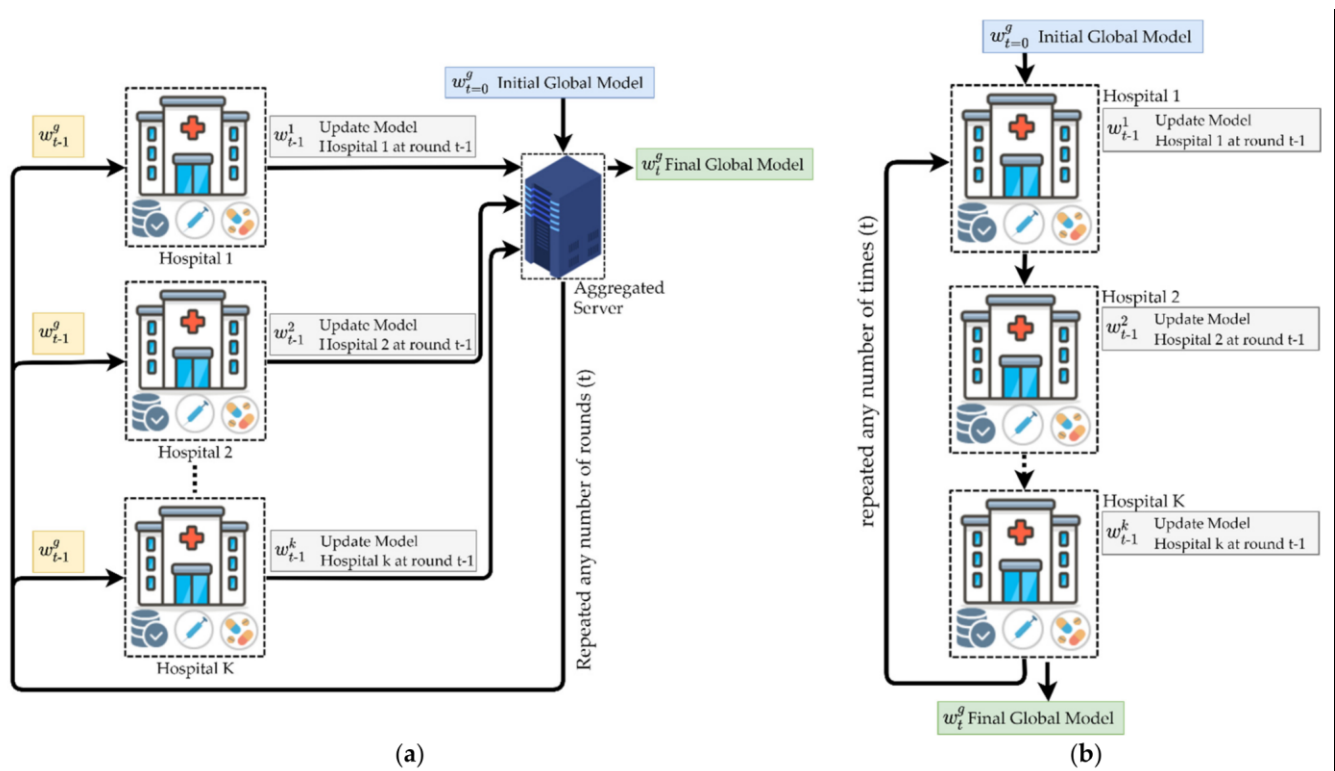 w^g_{t=0} Initial Global Model
w^g_{t-1}
w^1_{t-1} Update Model
Hospital 1 at round t-1
w^g_t Final Global Model
Hospital 1
Aggregated
Server
w^g_{t-1}
w^2_{t-1} Update Model
Hospital 2 at round t-1
Hospital 2
Repeated any number of rounds (t)
w^g_{t-1}
w^k_{t-1} Update Model
Hospital k at round t-1
Hospital K
(a)
w^g_{t=0} Initial Global Model
Hospital 1
w^1_{t-1} Update Model
Hospital 1 at round t-1
repeated any number of times (t)
Hospital 2
w^2_{t-1} Update Model
Hospital 2 at round t-1
Hospital K
w^k_{t-1} Update Model
Hospital k at round t-1
w^g_t Final Global Model
(b)